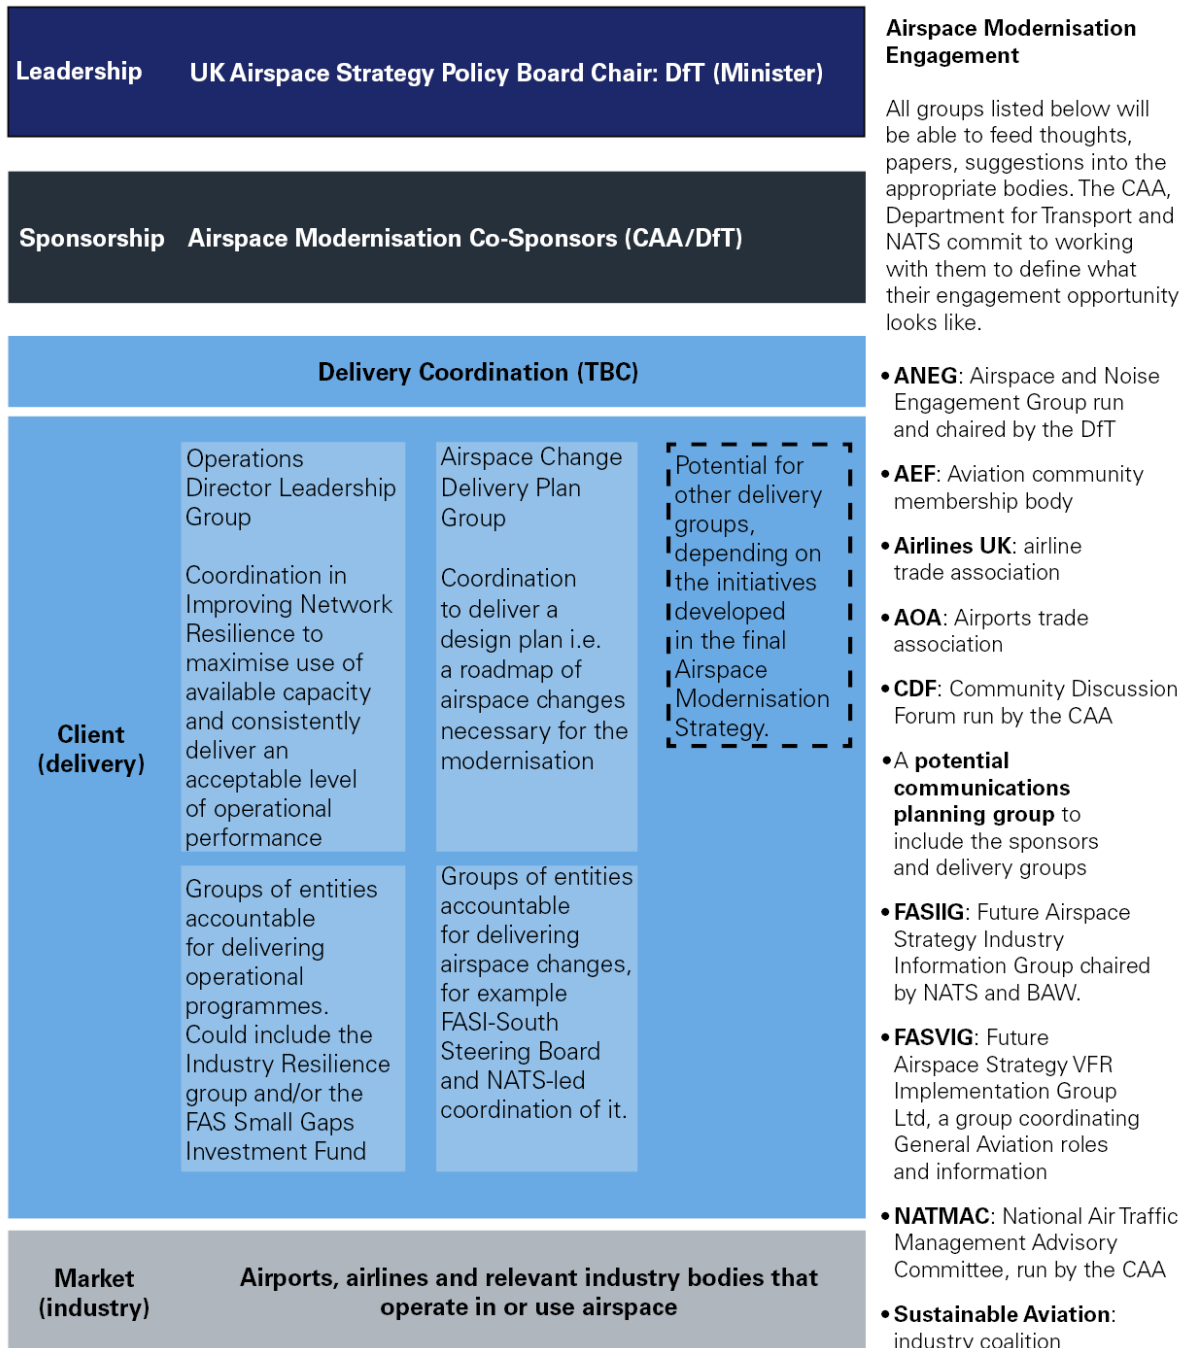 Leadership
UK Airspace Strategy Policy Board Chair: DfT (Minister)
Sponsorship
Airspace Modernisation Co-Sponsors (CAA/DfT)
Delivery Coordination (TBC)
Client
(delivery)
Operations
Director Leadership
Group
Coordination in
Improving Network
Resilience to
maximise use of
available capacity
and consistently
deliver an
acceptable level
of operational
performance
Airspace Change
Delivery Plan
Group
Coordination
to deliver a
design plan i.e.
a roadmap of
airspace changes
necessary for the
modernisation
Potential for
other delivery
groups,
depending on
the initiatives
developed
in the final
Airspace
Modernisation
Strategy.
Groups of entities
accountable
for delivering
operational
programmes.
Could include the
Industry Resilience
group and/or the
FAS Small Gaps
Investment Fund
Groups of entities
accountable
for delivering
airspace changes,
for example
FASI-South
Steering Board
and NATS-led
coordination of it.
Market
(industry)
Airports, airlines and relevant industry bodies that
operate in or use airspace
Airspace Modernisation
Engagement
All groups listed below will
be able to feed thoughts,
papers, suggestions into the
appropriate bodies. The CAA,
Department for Transport and
NATS commit to working
with them to define what
their engagement opportunity
looks like.
• ANEG: Airspace and Noise
Engagement Group run
and chaired by the DfT
• AEF: Aviation community
membership body
• Airlines UK: airline
trade association
• AOA: Airports trade
association
• CDF: Community Discussion
Forum run by the CAA
• A potential
communications
planning group to
include the sponsors
and delivery groups
• FASIIG: Future Airspace
Strategy Industry
Information Group chaired
by NATS and BAW.
• FASVIG: Future
Airspace Strategy VFR
Implementation Group
Ltd, a group coordinating
General Aviation roles
and information
• NATMAC: National Air Traffic
Management Advisory
Committee, run by the CAA
• Sustainable Aviation:
industry coalition